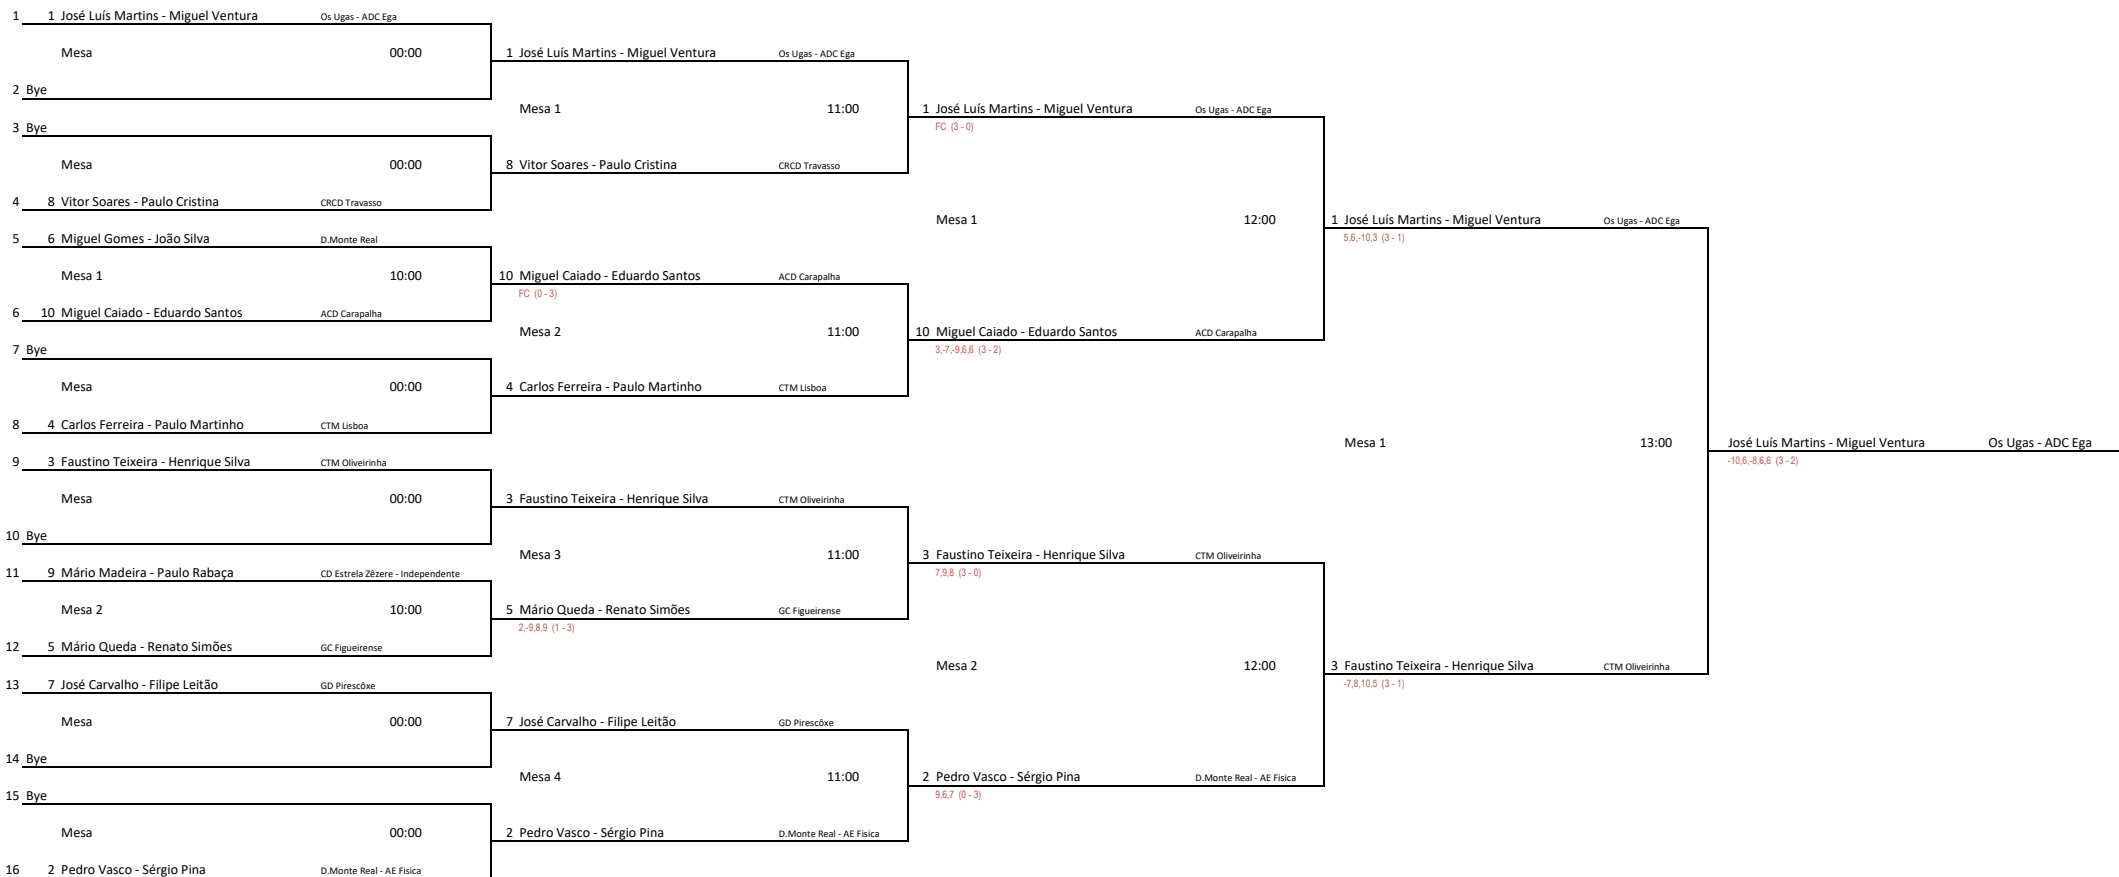 1 1 José Luís Martins - Miguel Ventura Os Ugas - ADC Ega
Mesa 00:00 1 José Luís Martins - Miguel Ventura Os Ugas - ADC Ega
2 Bye
Mesa 1 11:00 1 José Luís Martins - Miguel Ventura Os Ugas - ADC Ega
3 Bye FC (3 - 0)
Mesa 00:00 8 Vitor Soares - Paulo Cristina CRCD Travasso
4 8 Vitor Soares - Paulo Cristina CRCD Travasso
Mesa 1 12:00 1 José Luís Martins - Miguel Ventura Os Ugas - ADC Ega
5 6 Miguel Gomes - João Silva D.Monte Real 5,6,-10,3 (3 - 1)
Mesa 1 10:00 10 Miguel Caiado - Eduardo Santos ACD Carapalha
FC (0 - 3)
6 10 Miguel Caiado - Eduardo Santos ACD Carapalha
Mesa 2 11:00 10 Miguel Caiado - Eduardo Santos ACD Carapalha
7 Bye 3,-7,-9,6,6 (3 - 2)
Mesa 00:00 4 Carlos Ferreira - Paulo Martinho CTM Lisboa
8 4 Carlos Ferreira - Paulo Martinho CTM Lisboa
Mesa 1 13:00 José Luís Martins - Miguel Ventura Os Ugas - ADC Ega
9 3 Faustino Teixeira - Henrique Silva CTM Oliveirinha -10,6,-8,6,6 (3 - 2)
Mesa 00:00 3 Faustino Teixeira - Henrique Silva CTM Oliveirinha
10 Bye
Mesa 3 11:00 3 Faustino Teixeira - Henrique Silva CTM Oliveirinha
11 9 Mário Madeira - Paulo Rabaça CD Estrela Zêzere - Independente 7,9,8 (3 - 0)
Mesa 2 10:00 5 Mário Queda - Renato Simões GC Figueirense
2,-9,8,9 (1 - 3)
12 5 Mário Queda - Renato Simões GC Figueirense
Mesa 2 12:00 3 Faustino Teixeira - Henrique Silva CTM Oliveirinha
13 7 José Carvalho - Filipe Leitão GD Pirescôxe -7,8,10,5 (3 - 1)
Mesa 00:00 7 José Carvalho - Filipe Leitão GD Pirescôxe
14 Bye
Mesa 4 11:00 2 Pedro Vasco - Sérgio Pina D.Monte Real - AE Fisica
15 Bye 9,6,7 (0 - 3)
Mesa 00:00 2 Pedro Vasco - Sérgio Pina D.Monte Real - AE Fisica
16 2 Pedro Vasco - Sérgio Pina D.Monte Real - AE Fisica